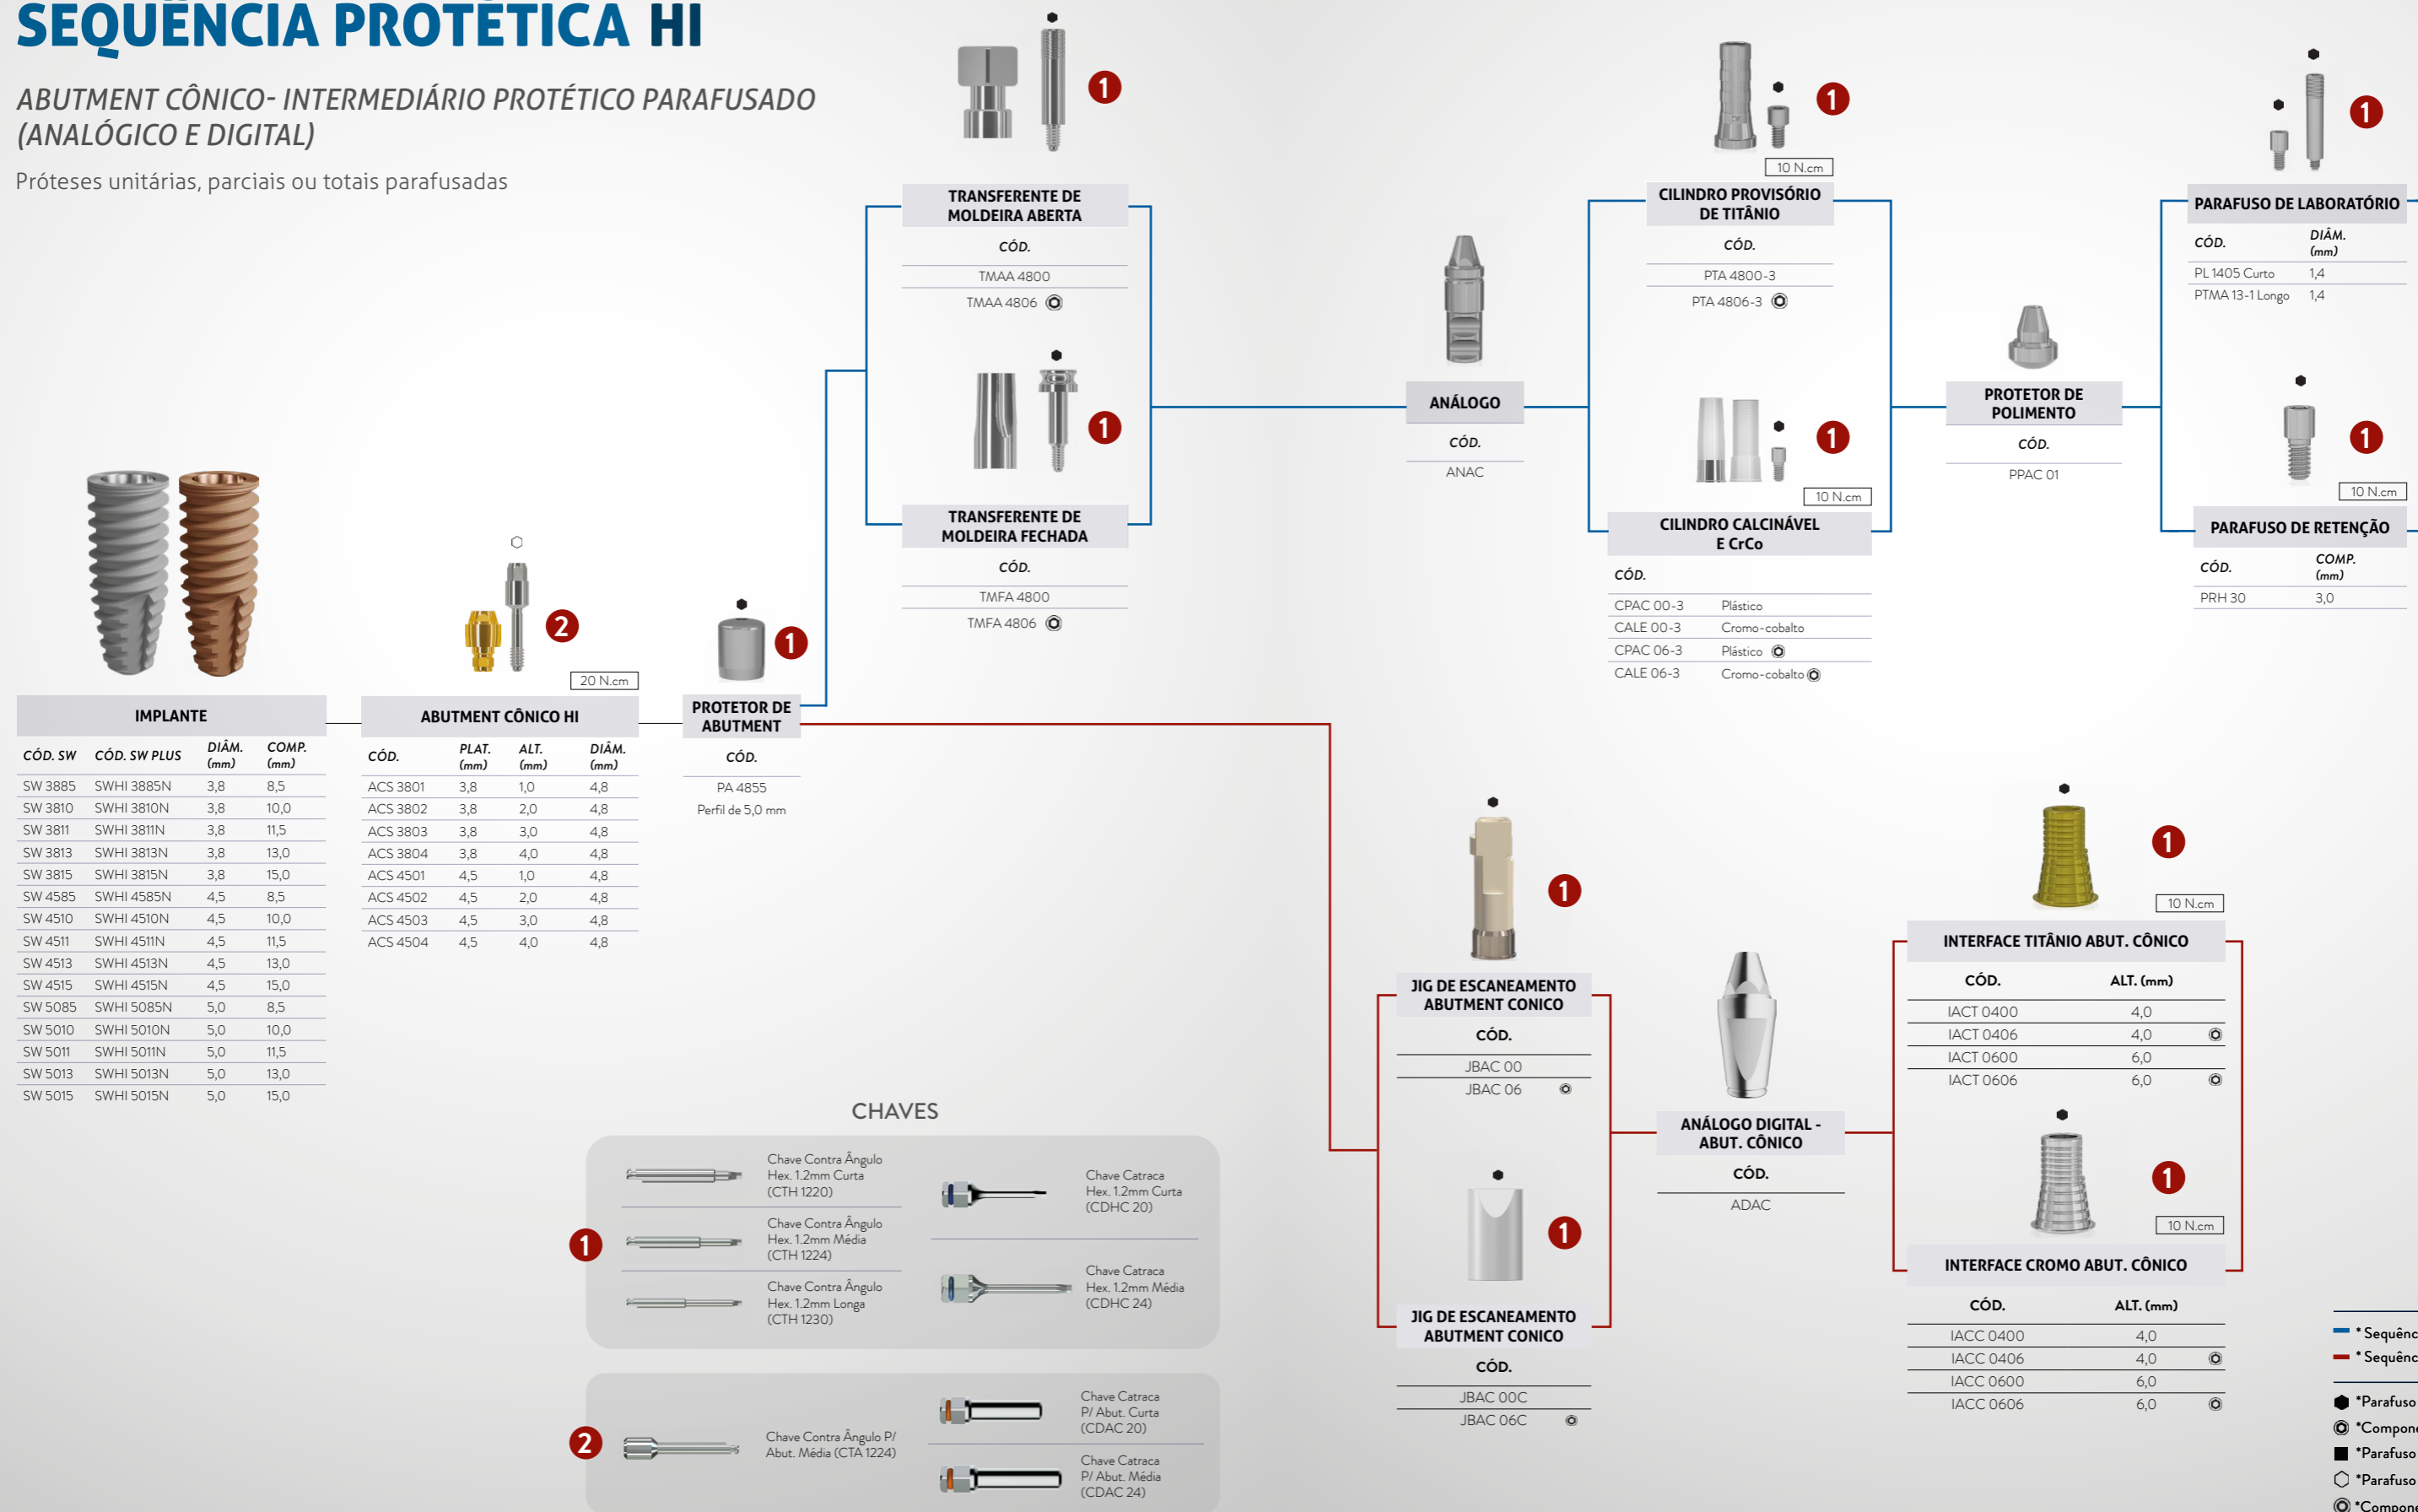 SEQUÊNCIA PROTÉTICA HI
ABUTMENT CÔNICO- INTERMEDIÁRIO PROTÉTICO PARAFUSADO
(ANALÓGICO E DIGITAL)
Próteses unitárias, parciais ou totais parafusadas
IMPLANTE
CÓD. SW CÓD. SW PLUS DIÂM. (mm) COMP. (mm)
SW 3885 SWHI 3885N 3,8 8,5
SW 3810 SWHI 3810N 3,8 10,0
SW 3811 SWHI 3811N 3,8 11,5
SW 3813 SWHI 3813N 3,8 13,0
SW 3815 SWHI 3815N 3,8 15,0
SW 4585 SWHI 4585N 4,5 8,5
SW 4510 SWHI 4510N 4,5 10,0
SW 4511 SWHI 4511N 4,5 11,5
SW 4513 SWHI 4513N 4,5 13,0
SW 4515 SWHI 4515N 4,5 15,0
SW 5085 SWHI 5085N 5,0 8,5
SW 5010 SWHI 5010N 5,0 10,0
SW 5011 SWHI 5011N 5,0 11,5
SW 5013 SWHI 5013N 5,0 13,0
SW 5015 SWHI 5015N 5,0 15,0
2
20 N.cm
ABUTMENT CÔNICO HI
CÓD. PLAT. (mm) ALT. (mm) DIÂM. (mm)
ACS 3801 3,8 1,0 4,8
ACS 3802 3,8 2,0 4,8
ACS 3803 3,8 3,0 4,8
ACS 3804 3,8 4,0 4,8
ACS 4501 4,5 1,0 4,8
ACS 4502 4,5 2,0 4,8
ACS 4503 4,5 3,0 4,8
ACS 4504 4,5 4,0 4,8
1
PROTETOR DE
ABUTMENT
CÓD.
PA 4855
Perfil de 5,0 mm
1
TRANSFERENTE DE
MOLDEIRA ABERTA
CÓD.
TMAA 4800
TMAA 4806
1
TRANSFERENTE DE
MOLDEIRA FECHADA
CÓD.
TMFA 4800
TMFA 4806
ANÁLOGO
CÓD.
ANAC
1
10 N.cm
CILINDRO PROVISÓRIO
DE TITÂNIO
CÓD.
PTA 4800-3
PTA 4806-3
1
10 N.cm
CILINDRO CALCINÁVEL
E CrCo
CÓD.
CPAC 00-3 Plástico
CALE 00-3 Cromo-cobalto
CPAC 06-3 Plástico
CALE 06-3 Cromo-cobalto
PROTETOR DE
POLIMENTO
CÓD.
PPAC 01
1
PARAFUSO DE LABORATÓRIO
CÓD. DIÂM. (mm)
PL 1405 Curto 1,4
PTMA 13-1 Longo 1,4
1
10 N.cm
PARAFUSO DE RETENÇÃO
CÓD. COMP. (mm)
PRH 30 3,0
1
JIG DE ESCANEAMENTO
ABUTMENT CONICO
CÓD.
JBAC 00
JBAC 06
1
JIG DE ESCANEAMENTO
ABUTMENT CONICO
CÓD.
JBAC 00C
JBAC 06C
ANÁLOGO DIGITAL -
ABUT. CÔNICO
CÓD.
ADAC
1
10 N.cm
INTERFACE TITÂNIO ABUT. CÔNICO
CÓD. ALT. (mm)
IACT 0400 4,0
IACT 0406 4,0
IACT 0600 6,0
IACT 0606 6,0
1
10 N.cm
INTERFACE CROMO ABUT. CÔNICO
CÓD. ALT. (mm)
IACC 0400 4,0
IACC 0406 4,0
IACC 0600 6,0
IACC 0606 6,0
CHAVES
1
Chave Contra Ângulo
Hex. 1.2mm Curta
(CTH 1220)
Chave Contra Ângulo
Hex. 1.2mm Média
(CTH 1224)
Chave Contra Ângulo
Hex. 1.2mm Longa
(CTH 1230)
Chave Catraca
Hex. 1.2mm Curta
(CDHC 20)
Chave Catraca
Hex. 1.2mm Média
(CDHC 24)
2
Chave Contra Ângulo P/
Abut. Média (CTA 1224)
Chave Catraca
P/ Abut. Curta
(CDAC 20)
Chave Catraca
P/ Abut. Média
(CDAC 24)
* Sequênc
* Sequênc
*Parafuso
*Compone
*Parafuso
*Parafuso
*Compone